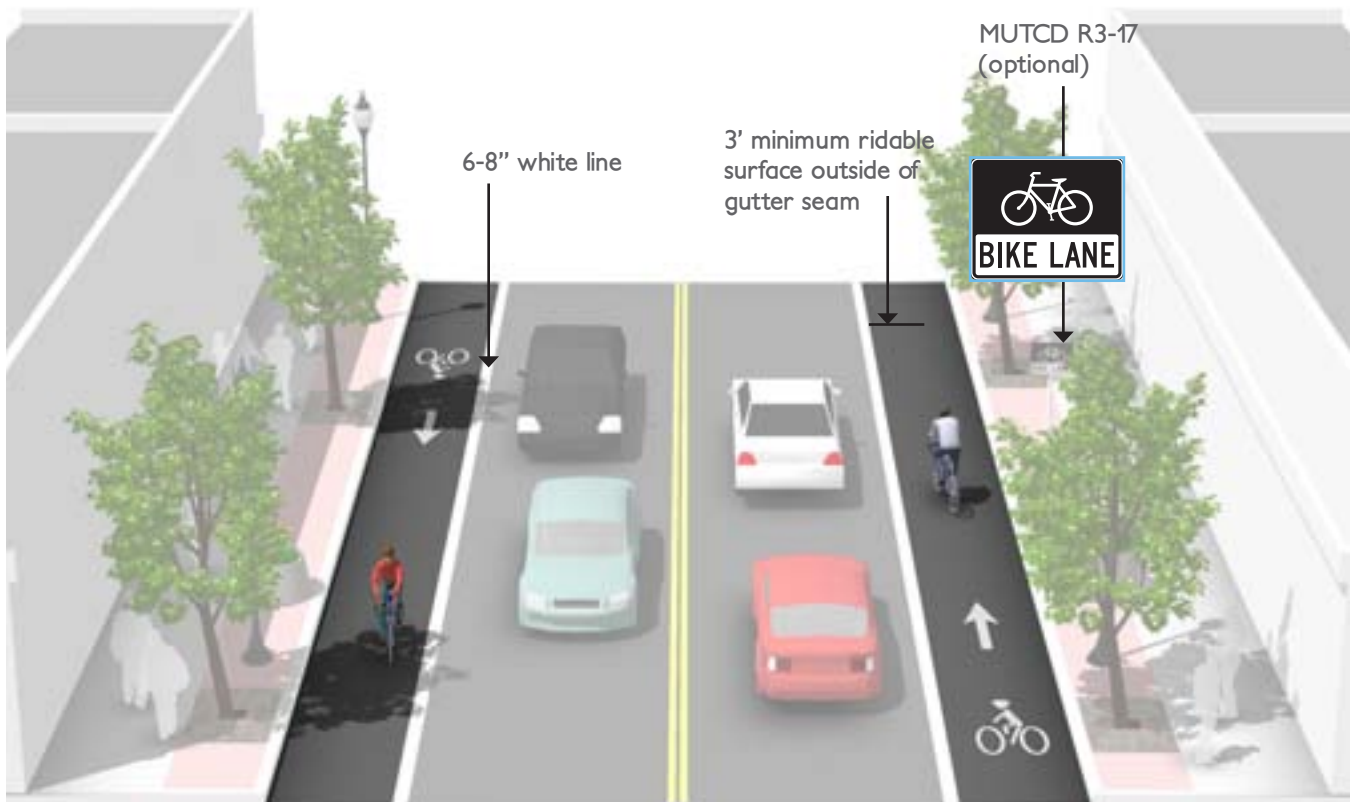 MUTCD R3-17
(optional)
3’ minimum ridable
surface outside of
gutter seam
6-8” white line
BIKE LANE